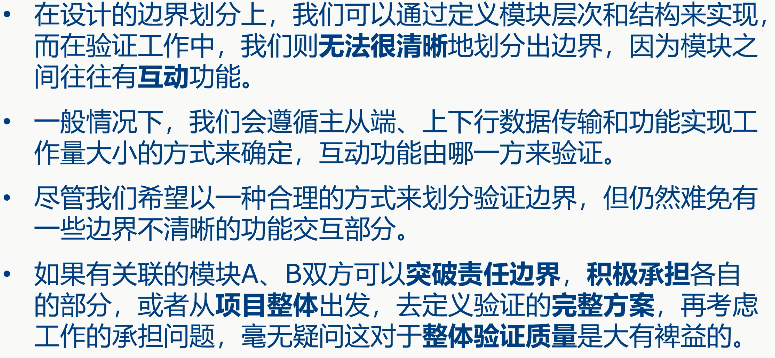 • 在设计的边界划分上，我们可以通过定义模块层次和结构来实现，
而在验证工作中，我们则无法很清晰地划分出边界，因为模块之
间往往有互动功能。
• 一般情况下，我们会遵循主从端、上下行数据传输和功能实现工
作量大小的方式来确定，互动功能由哪一方来验证。
• 尽管我们希望以一种合理的方式来划分验证边界，但仍然难免有
一些边界不清晰的功能交互部分。
• 如果有关联的模块A、B双方可以突破责任边界，积极承担各自
的部分，或者从项目整体出发，去定义验证的完整方案，再考虑
工作的承担问题，毫无疑问这对于整体验证质量是大有裨益的。